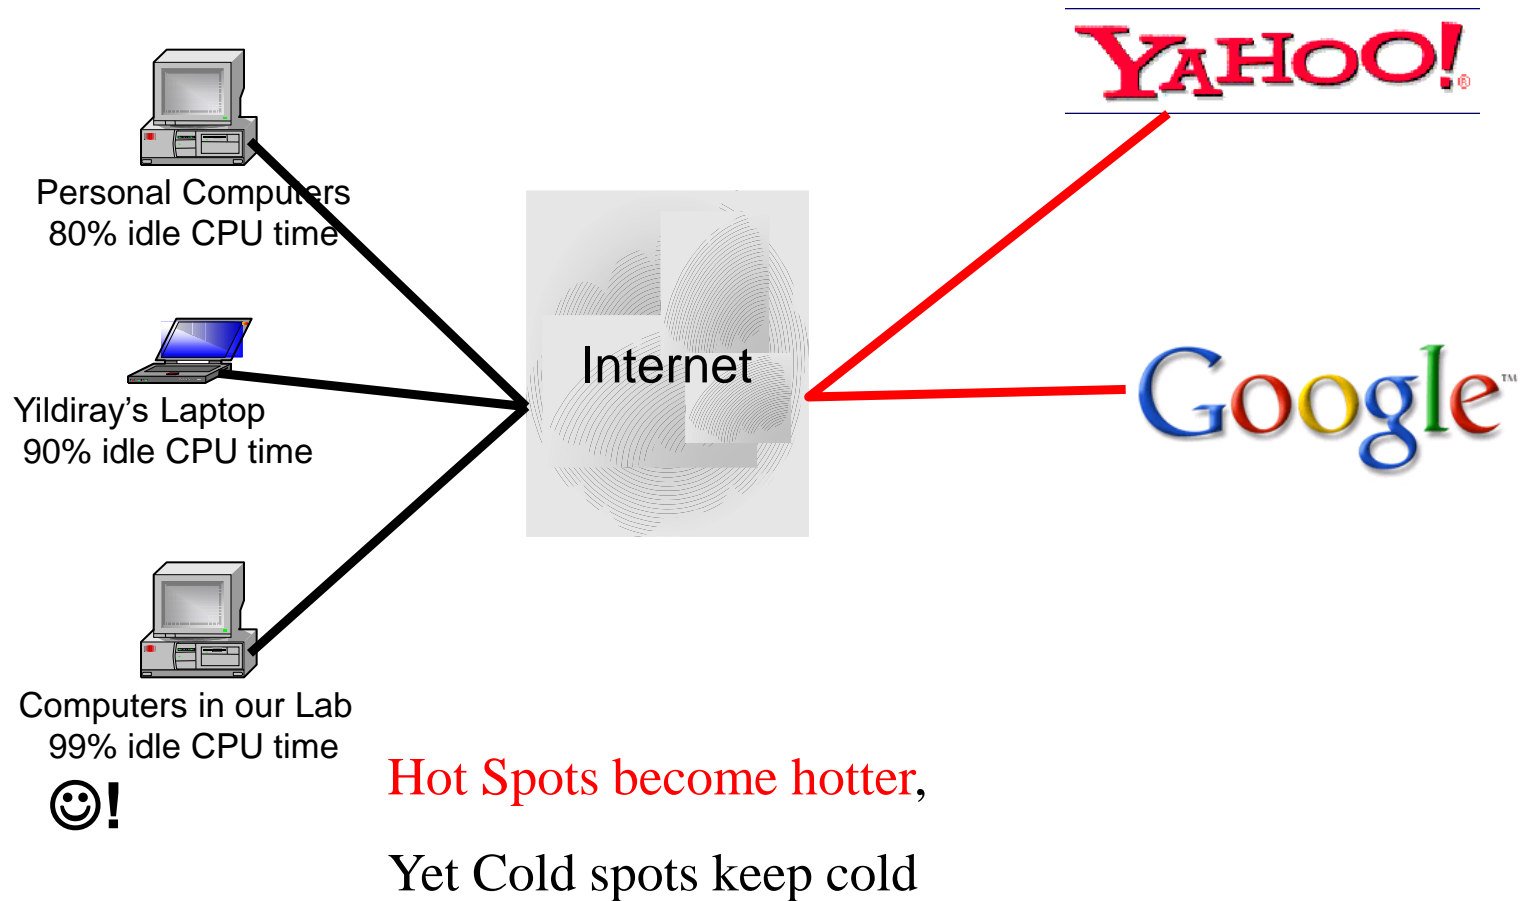 YAHOO!®
Personal Computers
80% idle CPU time
Internet
Google™
Yildiray's Laptop
90% idle CPU time
Computers in our Lab
99% idle CPU time
☺!
Hot Spots become hotter,
Yet Cold spots keep cold